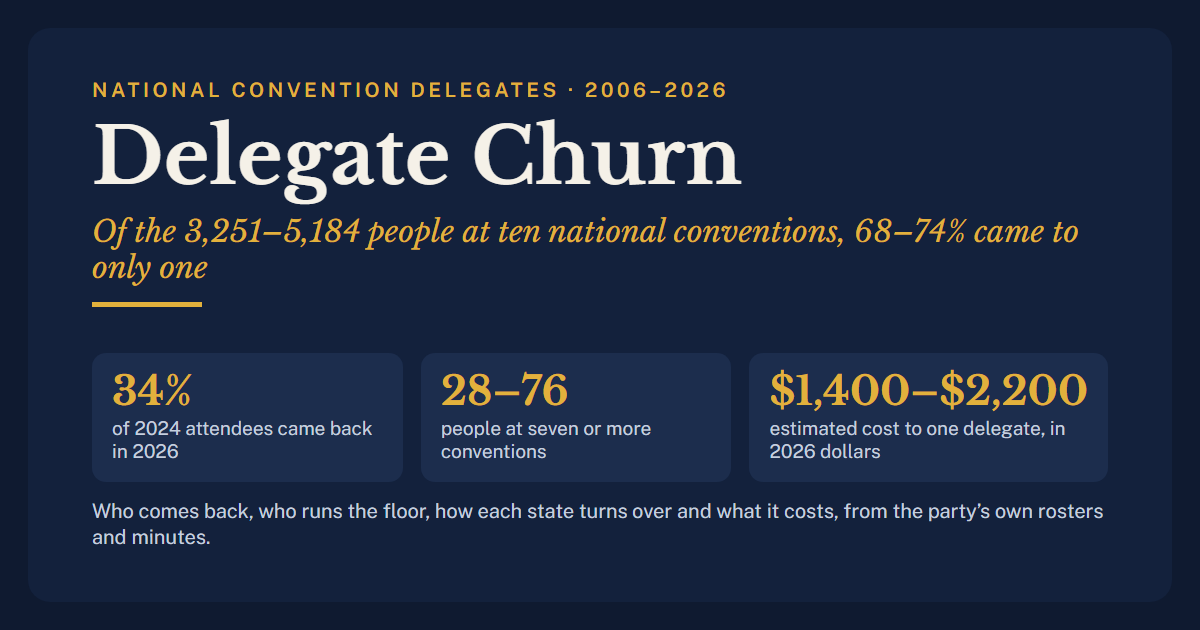 NATIONAL CONVENTION DELEGATES · 2006–2026
Delegate Churn
Of the 3,251–5,184 people at ten national conventions, 68–74% came to
only one
34%
of 2024 attendees came back
in 2026
28–76
people at seven or more
conventions
$1,400–$2,200
estimated cost to one delegate, in
2026 dollars
Who comes back, who runs the floor, how each state turns over and what it costs, from the party’s own rosters
and minutes.